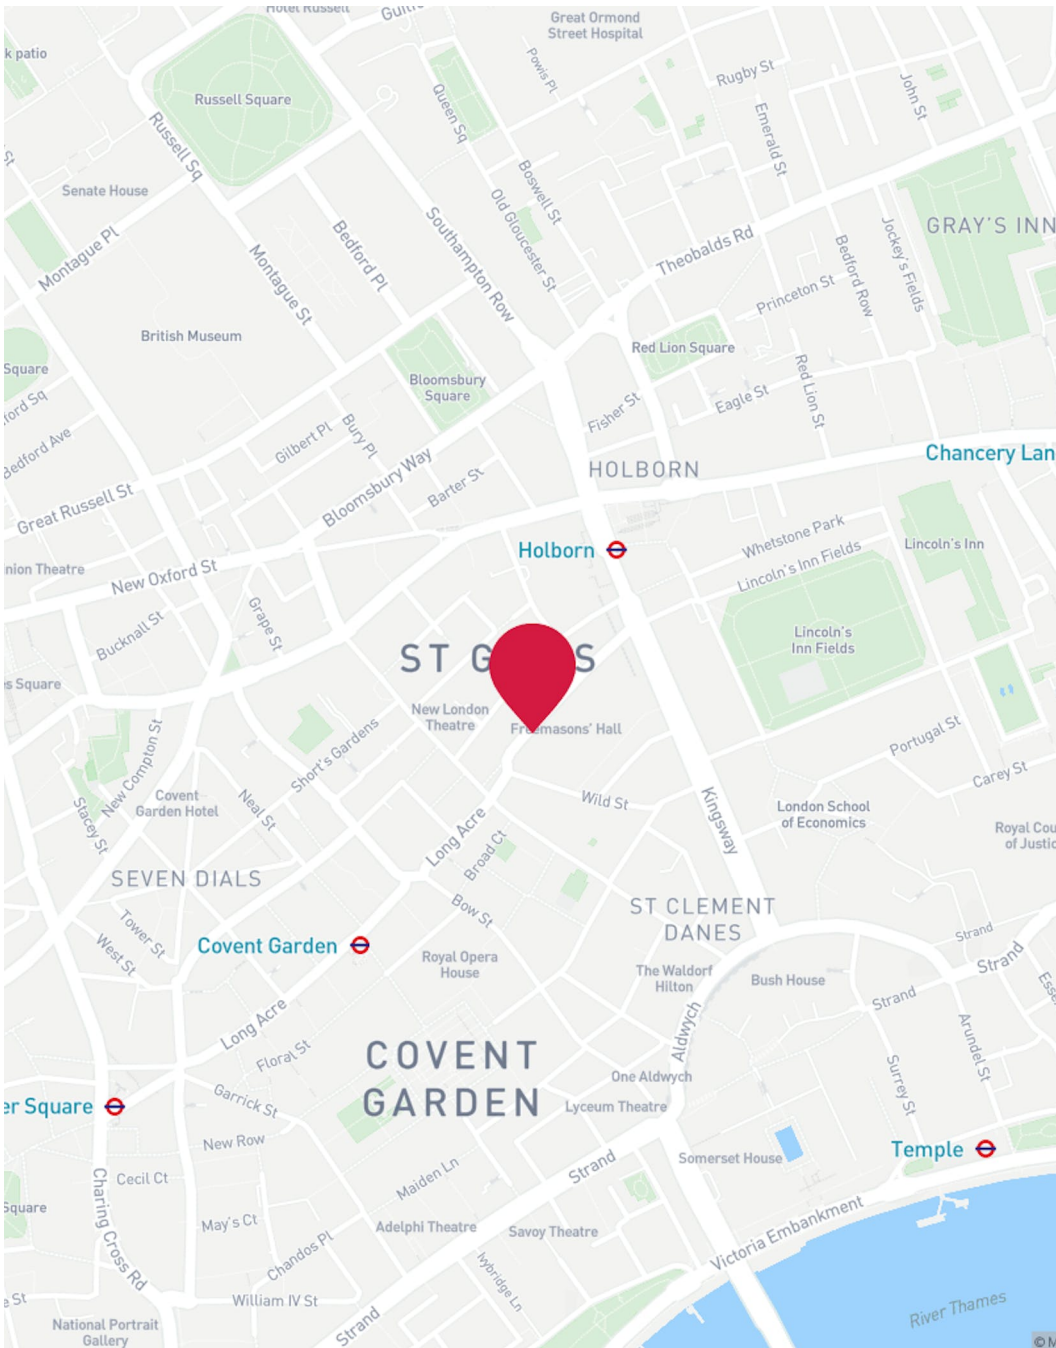 Hotel Russell
Guilf
Great Ormond
Street Hospital
k patio
Powis Pl
Rugby St
John St
Russell Square
Queen Sq
Emerald St
Russell Sq
St
Senate House
Boswell St
Old Gloucester St
Southampton Row
Bedford Pl
GRAY'S INN
Jockey's Fields
Montague Pl
Montague St
Theobalds Rd
Bedford Row
Princeton St
British Museum
Red Lion Square
Square
Bloomsbury
Square
Red Lion St
ford Sq
Eagle St
Fisher St
Bedford Ave
Gilbert Pl
Bury Pl
Chancery Lan
HOLBORN
Bloomsbury Way
Barter St
Great Russell St
Whetstone Park
Holborn
Lincoln's Inn
Lincoln's Inn Fields
nion Theatre
New Oxford St
Grape St
Bucknall St
Lincoln's
Inn Fields
ST G
S
s Square
New London
Theatre
Freemasons' Hall
Short's Gardens
New Compton St
Portugal St
Carey St
Covent
Garden Hotel
Stacey St
Neal St
Wild St
Kingsway
London School
of Economics
Long Acre
Royal Cou
of Justic
Broad Ct
SEVEN DIALS
Bow St
ST CLEMENT
DANES
Tower St
West St
Strand
Covent Garden
Royal Opera
House
The Waldorf
Hilton
Bush House
Strand
Esse
Strand
Long Acre
Aldwych
Arundel St
Floral St
COVENT
GARDEN
One Aldwych
Surrey St
Garrick St
er Square
Lyceum Theatre
New Row
Temple
Somerset House
Strand
Cecil Ct
Maiden Ln
Charing Cross Rd
Square
May's Ct
Adelphi Theatre
Savoy Theatre
Victoria Embankment
Chandos Pl
Ivybridge Ln
e St
William IV St
River Thames
National Portrait
Gallery
Strand
© M